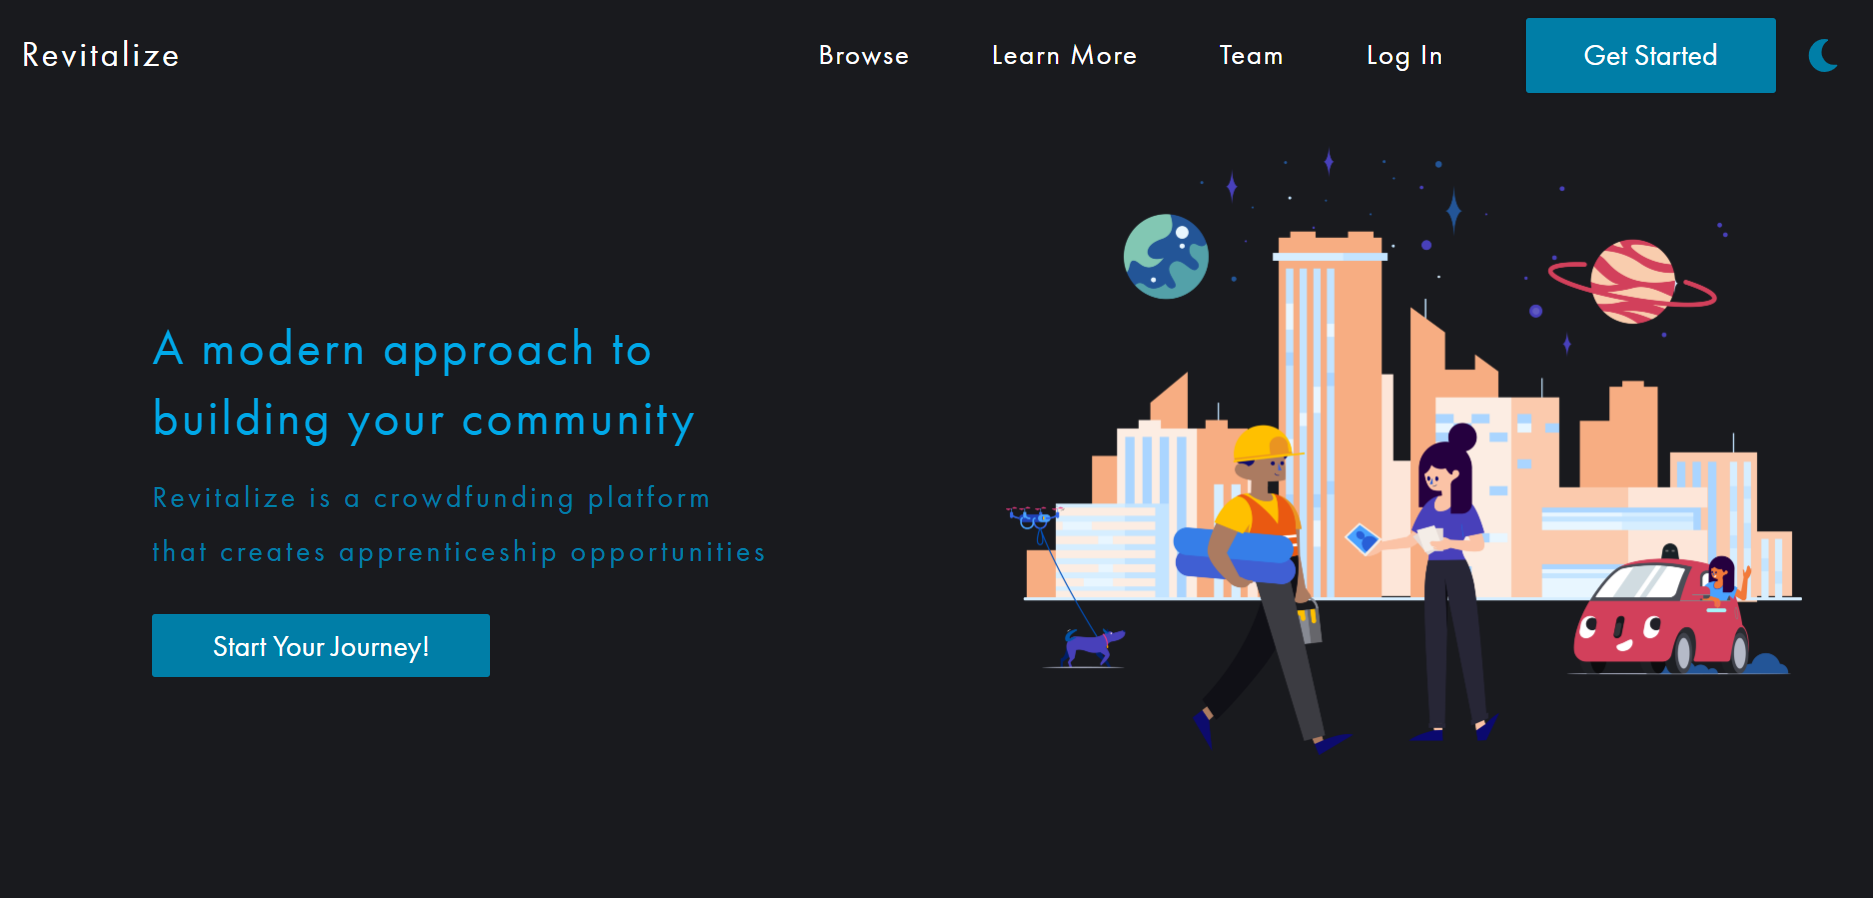 Revitalize
Browse
Learn More
Team
Log In
Get Started
A modern approach to
building your community
Revitalize is a crowdfunding platform
that creates apprenticeship opportunities
Start Your Journey!